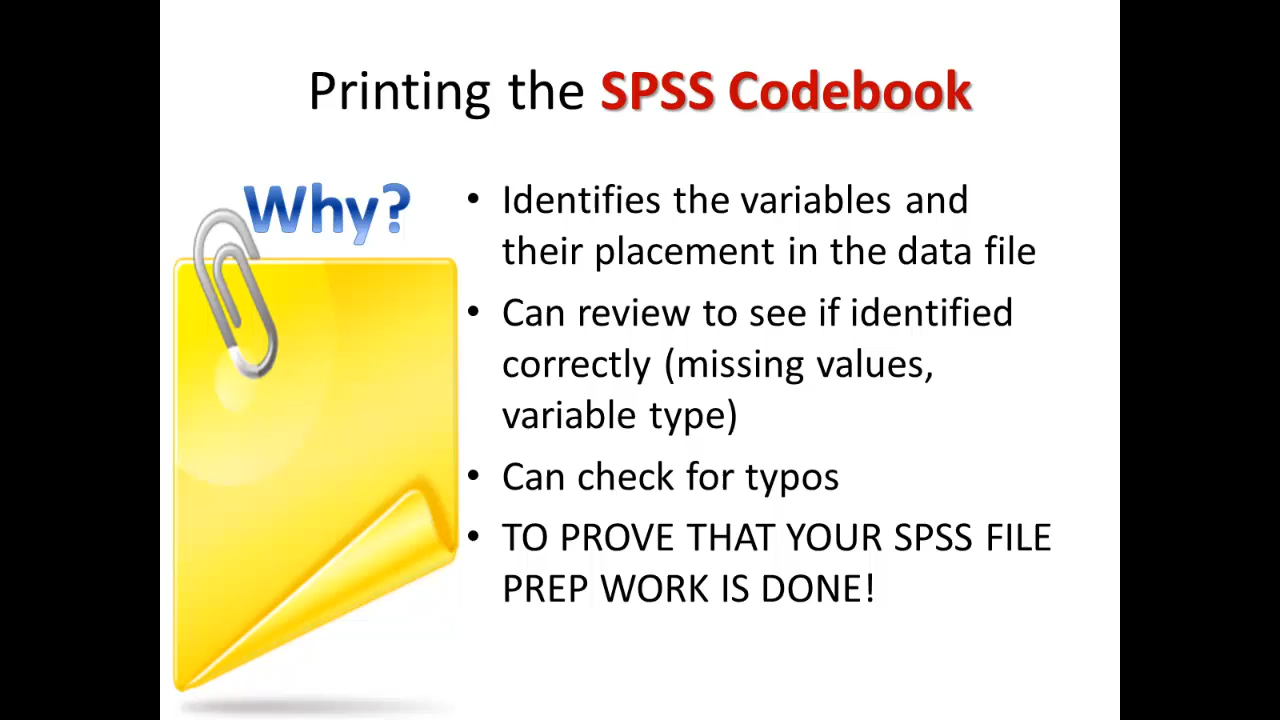 Printing the SPSS Codebook
Why?
• Identifies the variables and
their placement in the data file
• Can review to see if identified
correctly (missing values,
variable type)
• Can check for typos
• TO PROVE THAT YOUR SPSS FILE
PREP WORK IS DONE!